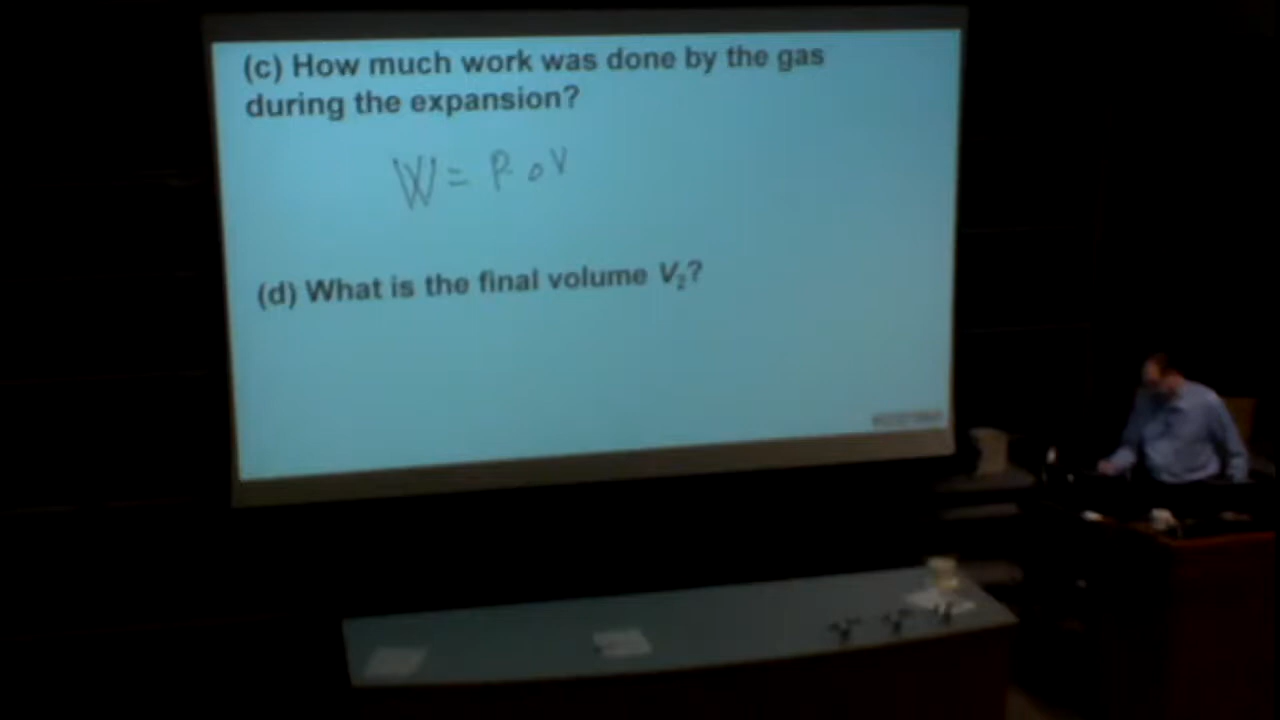 (c) How much work was done by the gas
during the expansion?
W = P ΔV
(d) What is the final volume V₂?